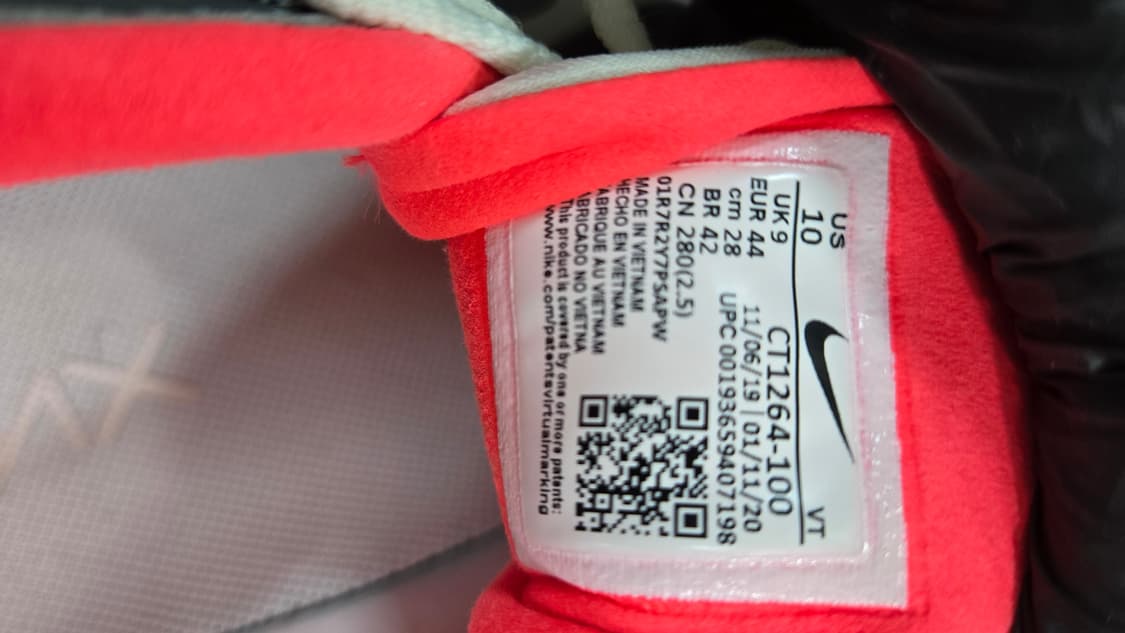 US
10 VT
UK 9 CT1264-100
EUR 44 11/06/19 | 01/11/20
cm 28 UPC 00193659407198
BR 42
CN 280(2.5)
01R7R2Y7PSAPW
MADE IN VIETNAM
HECHO EN VIETNAM
FABRIQUE AU VIETNAM
ABRICADO NO VIETNA
This product is covered by one or more patents:
www.nike.com/patentsvirtualmarking